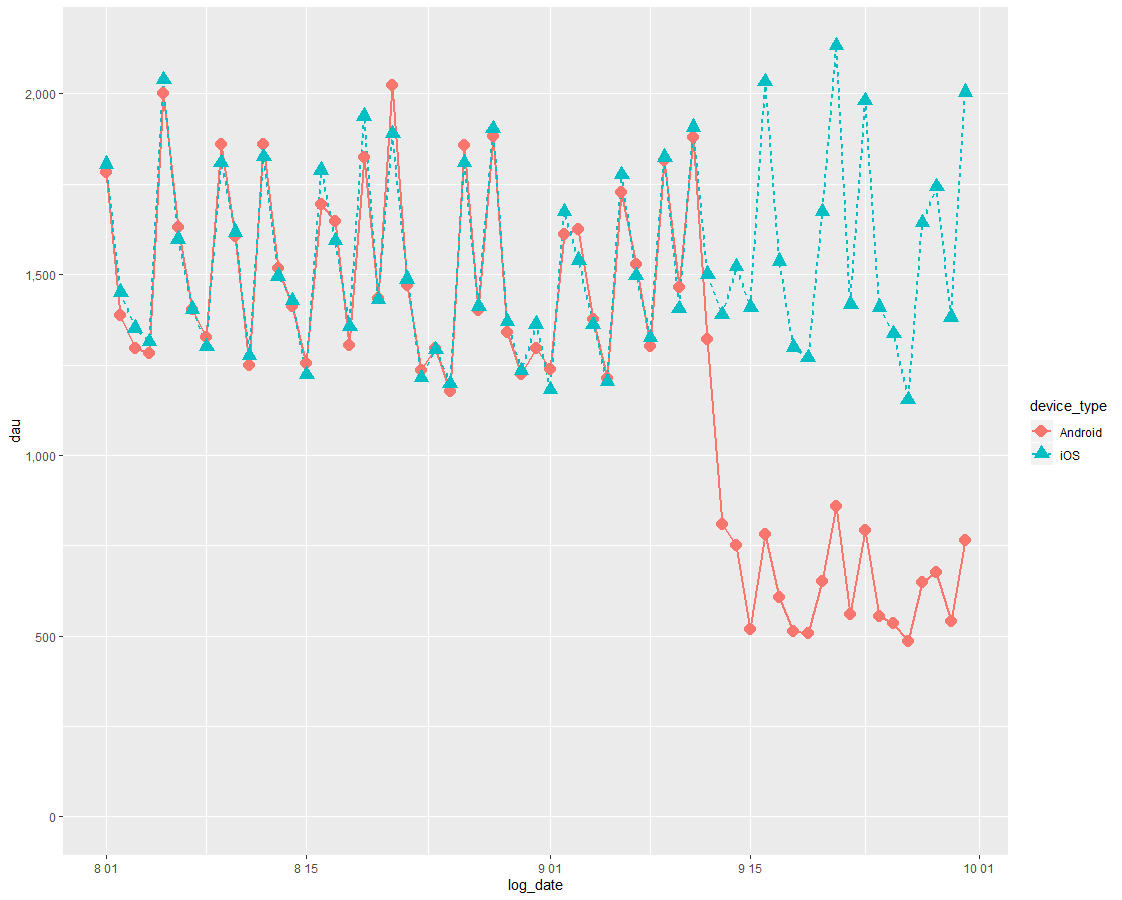 dau
2,000
1,500
1,000
500
0
8 01
8 15
9 01
9 15
10 01
log_date
device_type
Android
iOS